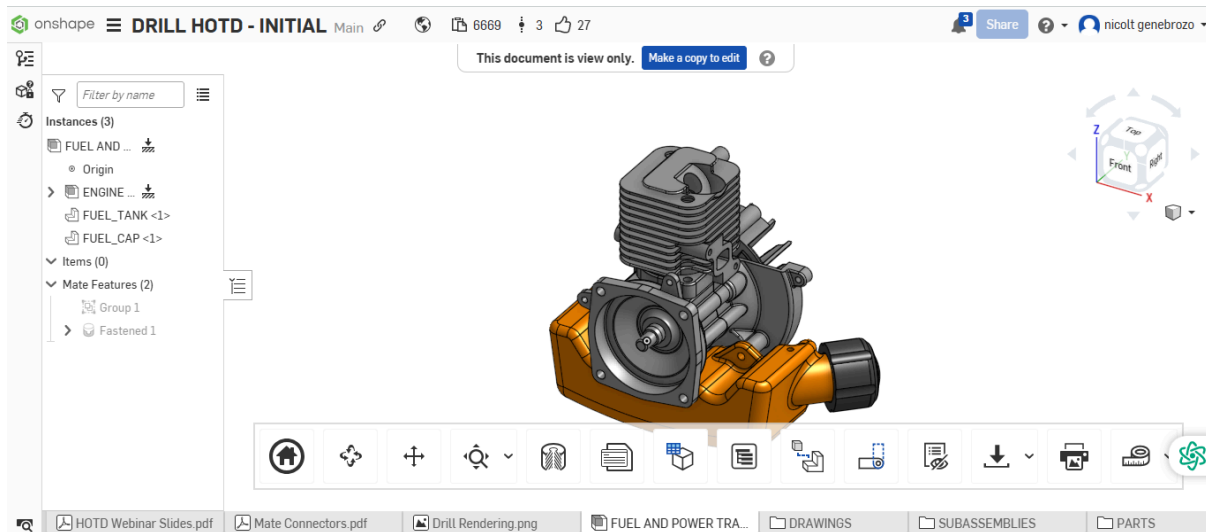 onshape DRILL HOTD - INITIAL Main 6669 3 27 3 Share nicolt genebrozo
This document is view only. Make a copy to edit
Filter by name
Instances (3)
FUEL AND ...
Origin
ENGINE ...
FUEL_TANK <1>
FUEL_CAP <1>
Items (0)
Mate Features (2)
Group 1
Fastened 1
Z
Top
Y
Front
Right
X
HOTD Webinar Slides.pdf Mate Connectors.pdf Drill Rendering.png FUEL AND POWER TRA... DRAWINGS SUBASSEMBLIES PARTS